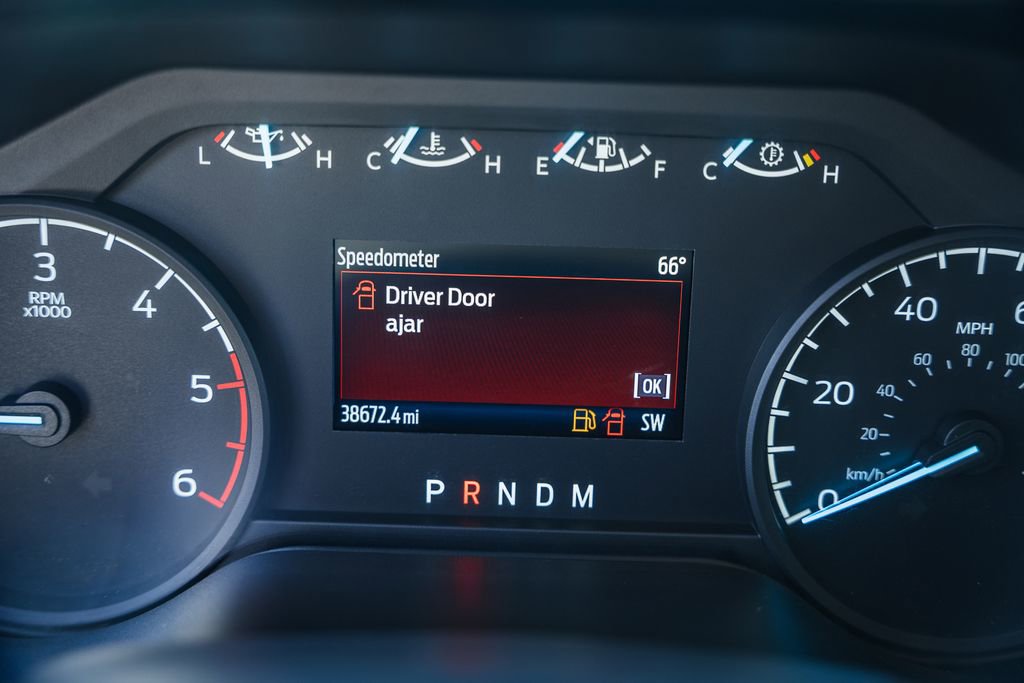 L H C H E F C H
Speedometer 66°
Driver Door
ajar
[OK]
38672.4 mi SW
P R N D M
3
RPM
x1000
4
5
6
40
MPH
60 80 100
20
40
20
km/h
0